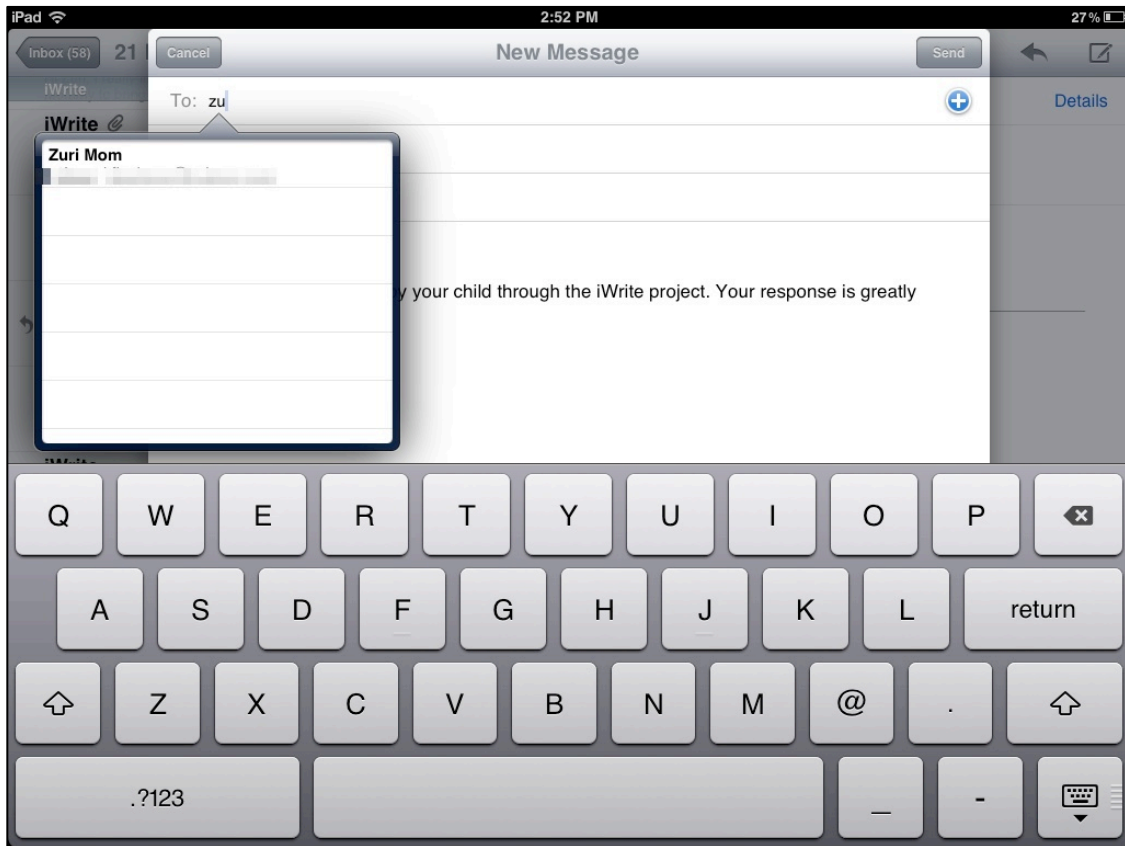 iPad 2:52 PM 27%
Inbox (58) 21 Cancel New Message Send
iWrite
To: zu Details
iWrite
Zuri Mom
your child through the iWrite project. Your response is greatly
iWrite
Q W E R T Y U I O P
A S D F G H J K L return
Z X C V B N M @ .
.?123 _ -